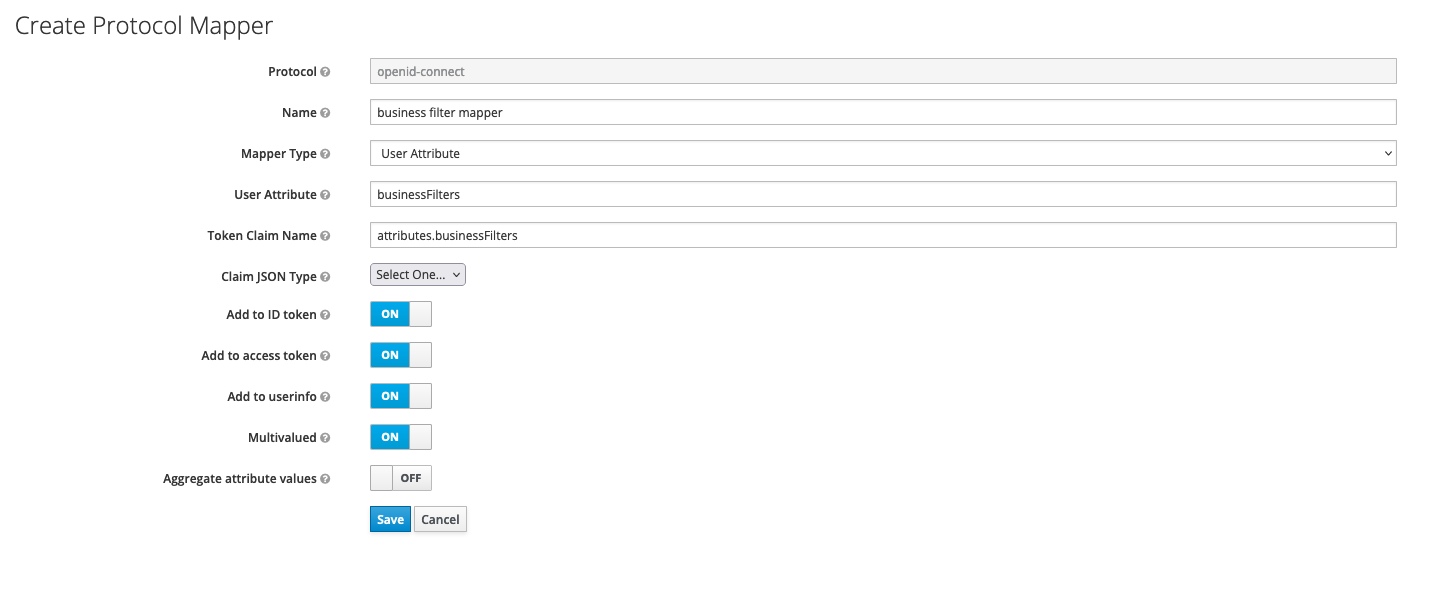 Create Protocol Mapper
Protocol
openid-connect
Name
business filter mapper
Mapper Type
User Attribute
User Attribute
businessFilters
Token Claim Name
attributes.businessFilters
Claim JSON Type
Select One...
Add to ID token
ON
Add to access token
ON
Add to userinfo
ON
Multivalued
ON
Aggregate attribute values
OFF
Save Cancel